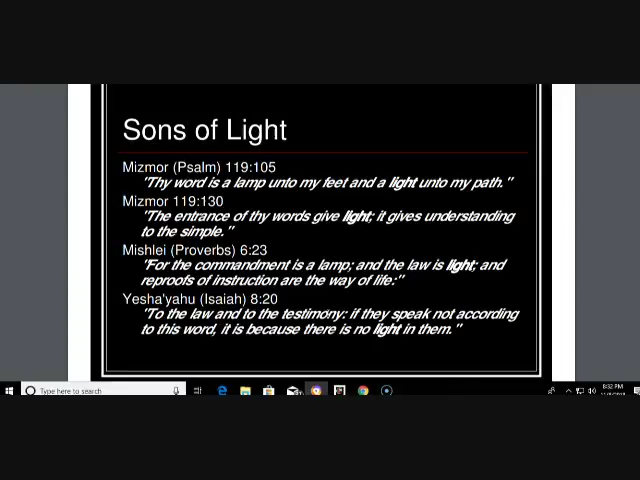 Sons of Light
Mizmor (Psalm) 119:105
"Thy word is a lamp unto my feet and a light unto my path."
Mizmor 119:130
"The entrance of thy words give light; it gives understanding
to the simple."
Mishlei (Proverbs) 6:23
"For the commandment is a lamp; and the law is light; and
reproofs of instruction are the way of life:"
Yesha'yahu (Isaiah) 8:20
"To the law and to the testimony: if they speak not according
to this word, it is because there is no light in them."
Type here to search
8:32 PM